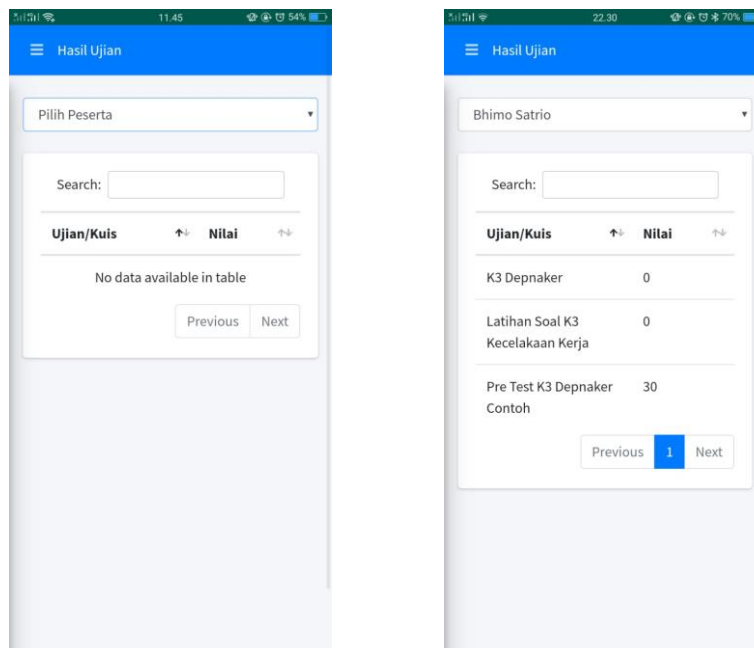 11.45
54%
Hasil Ujian
Pilih Peserta
Search:
Ujian/Kuis Nilai
No data available in table
Previous Next
22.30
70%
Hasil Ujian
Bhimo Satrio
Search:
Ujian/Kuis Nilai
K3 Depnaker 0
Latihan Soal K3 0
Kecelakaan Kerja
Pre Test K3 Depnaker 30
Contoh
Previous 1 Next